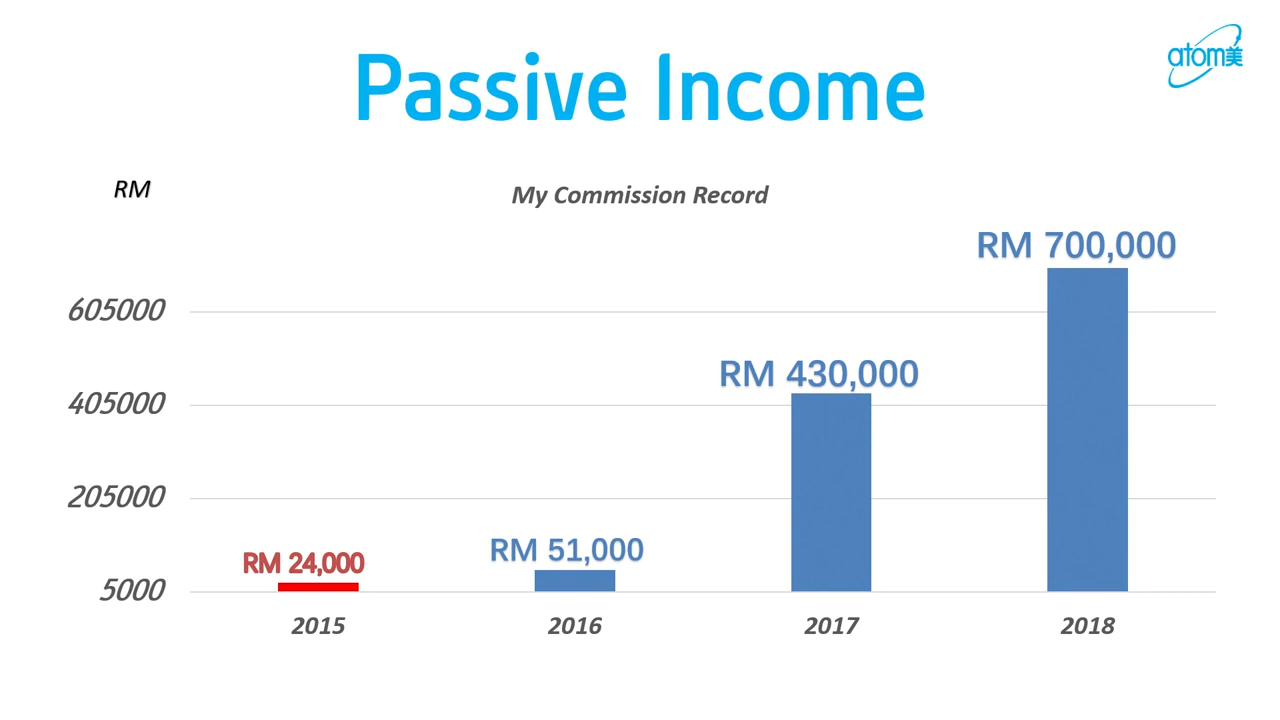 Passive Income
atom美
RM
My Commission Record
RM 700,000
605000
RM 430,000
405000
205000
RM 51,000
RM 24,000
5000
2015
2016
2017
2018